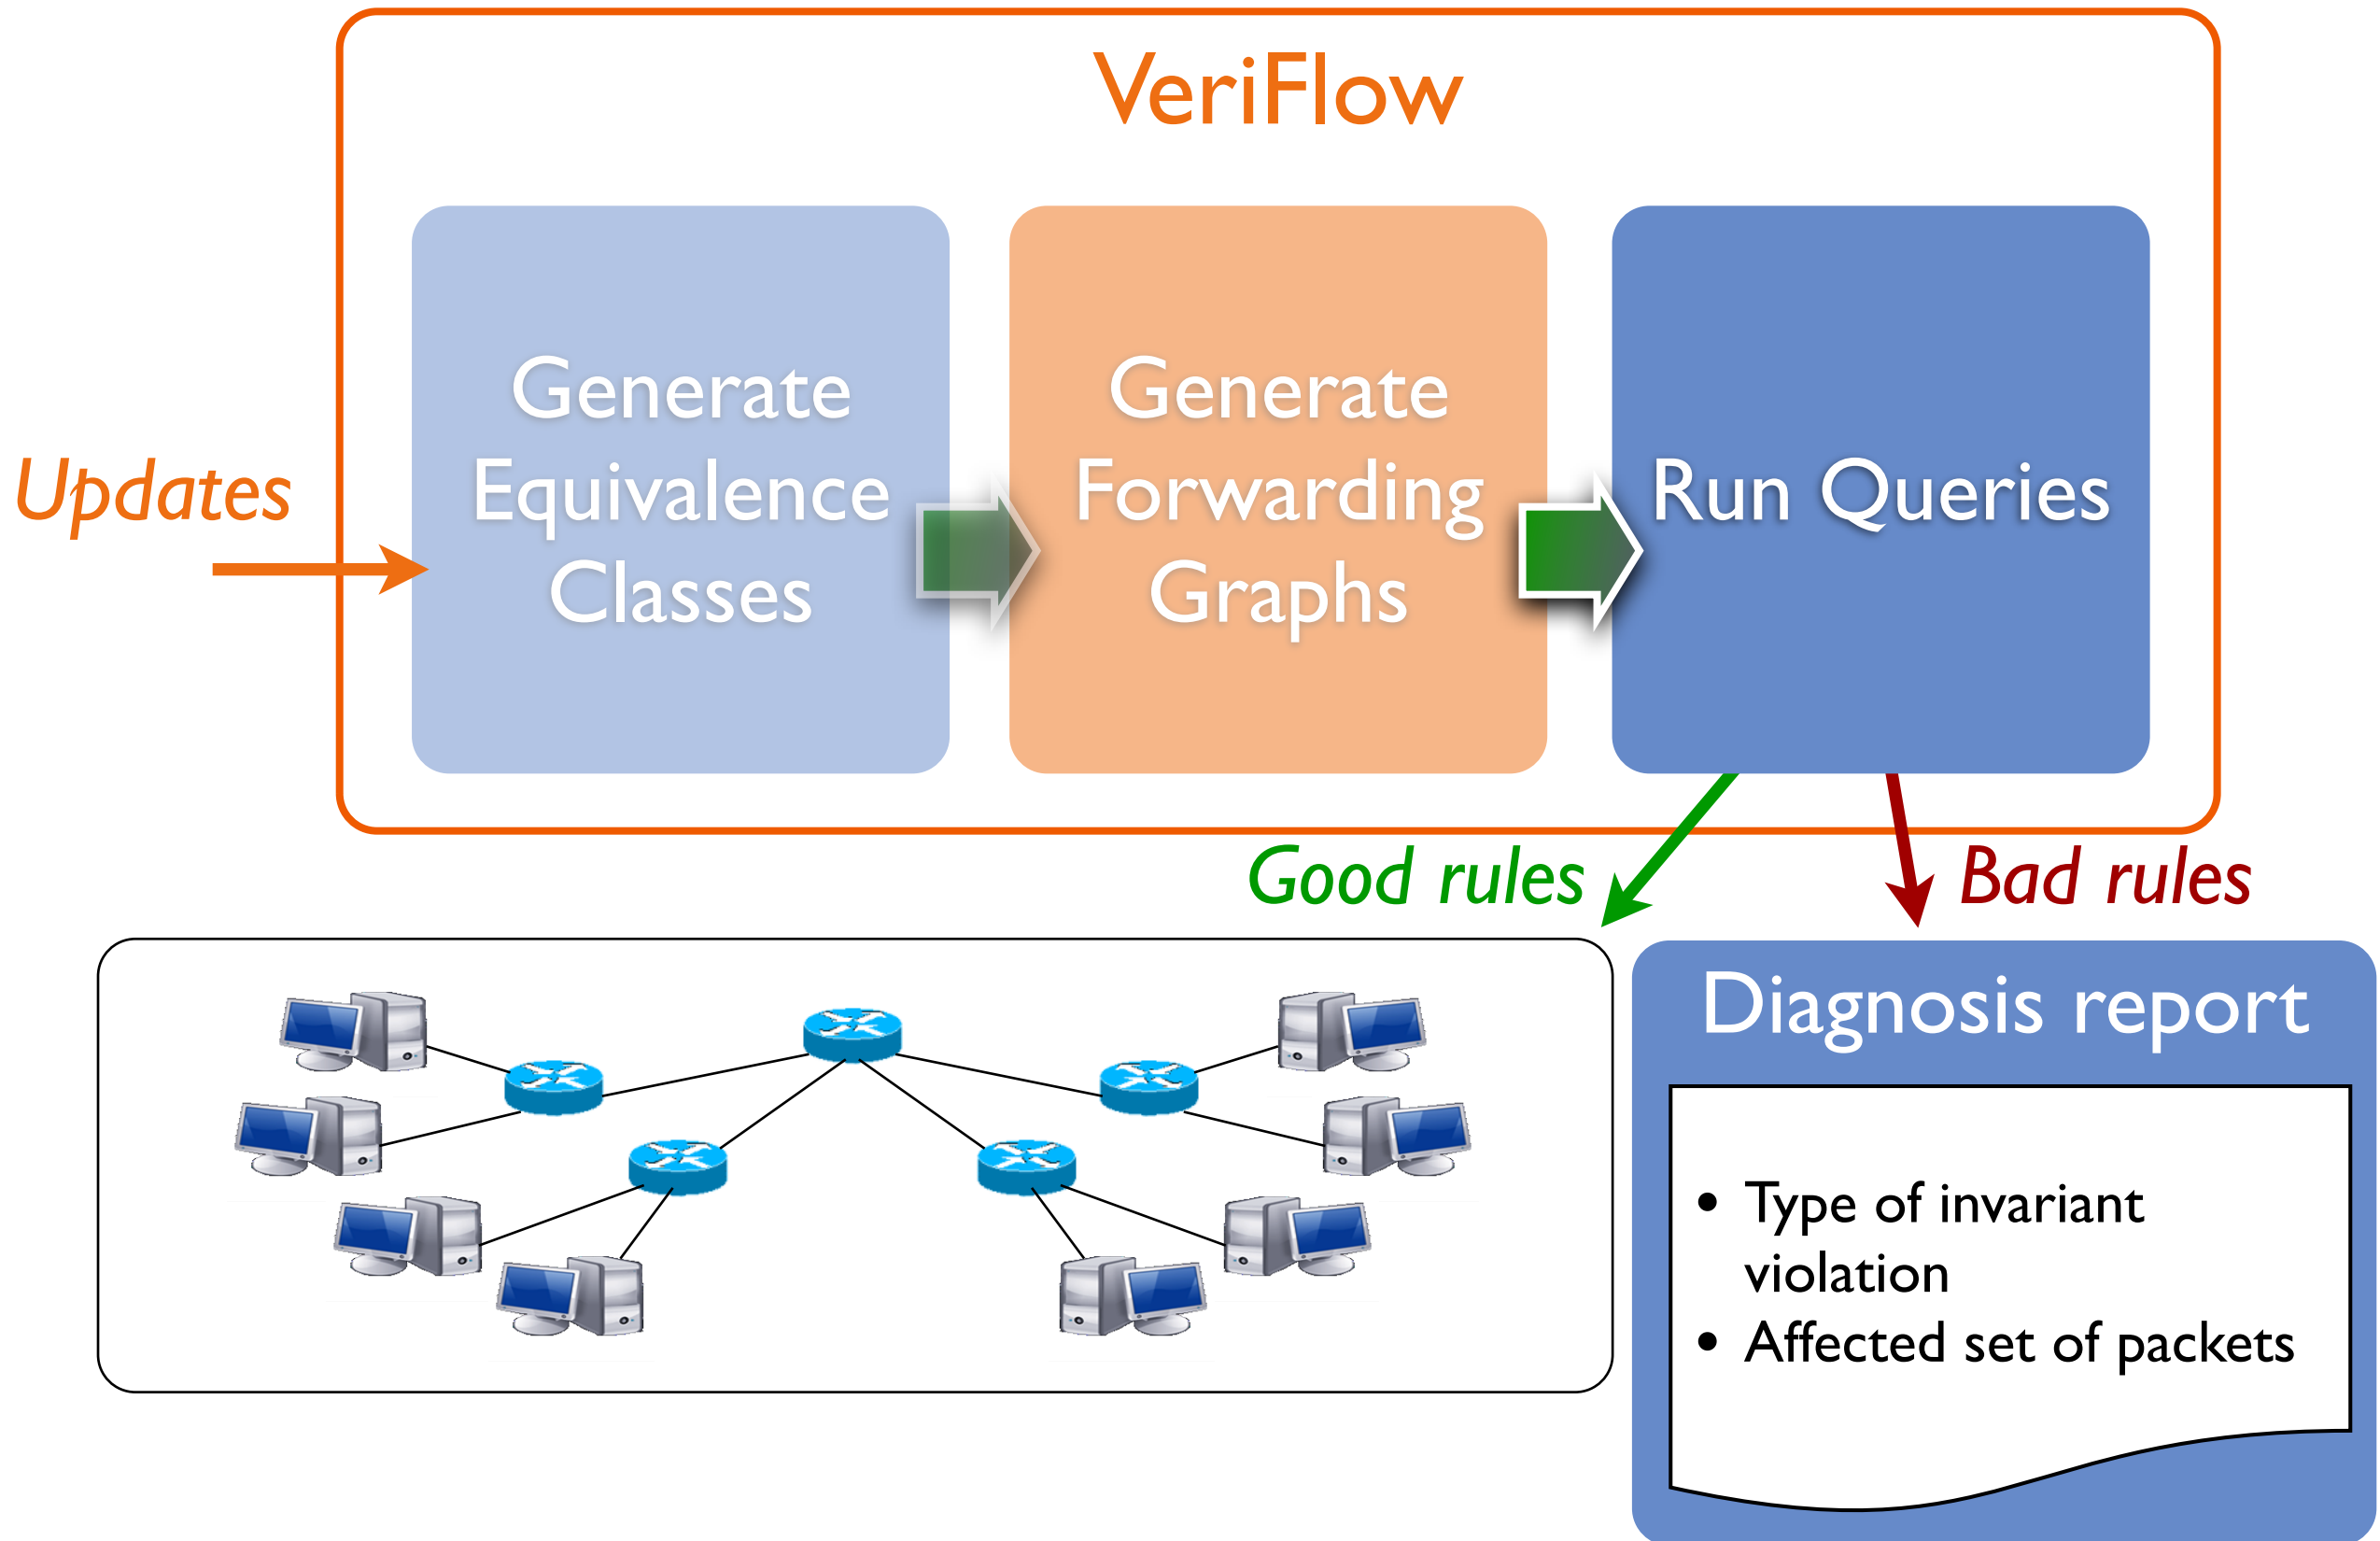 VeriFlow
Updates
Generate
Equivalence
Classes
Generate
Forwarding
Graphs
Run Queries
Good rules
Bad rules
Diagnosis report
• Type of invariant
violation
• Affected set of packets